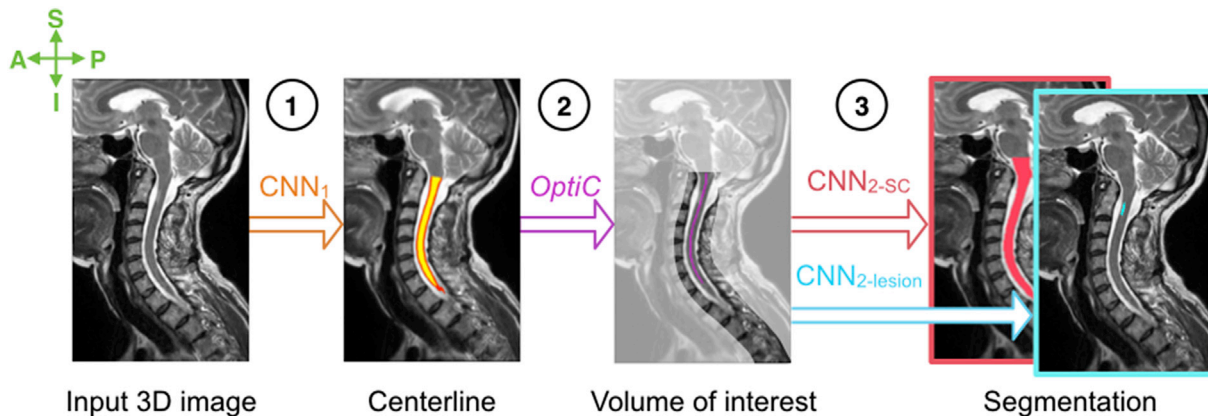 S
A P
I
1 2 3
CNN1 OptiC CNN2-SC
CNN2-lesion
Input 3D image Centerline Volume of interest Segmentation